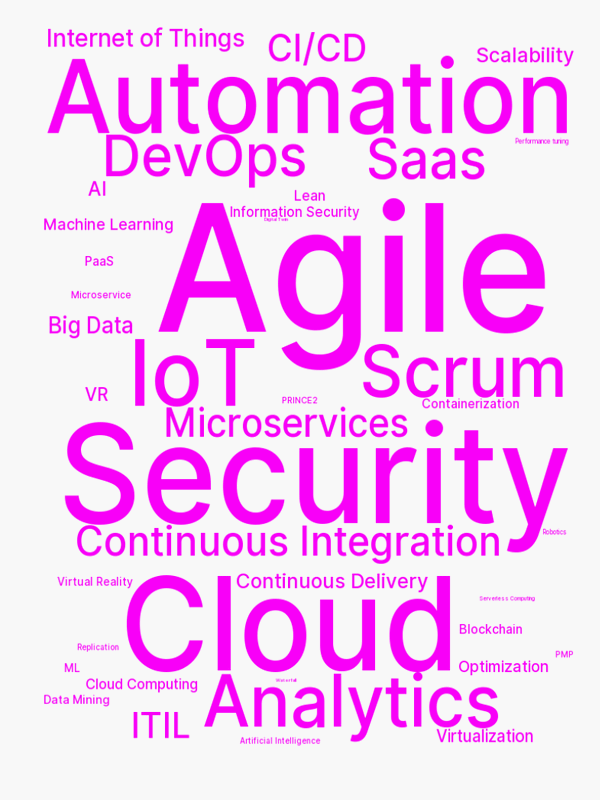 Internet of Things
CI/CD
Scalability
Automation
Performance tuning
DevOps
Saas
AI
Lean
Information Security
Machine Learning
Agile
PaaS
Microservice
Big Data
IoT
Scrum
VR
PRINCE2
Containerization
Microservices
Security
Robotics
Continuous Integration
Virtual Reality
Continuous Delivery
Serverless Computing
Cloud
Blockchain
Replication
PMP
ML
Optimization
Waterfall
Cloud Computing
Data Mining
Analytics
ITIL
Virtualization
Artificial Intelligence